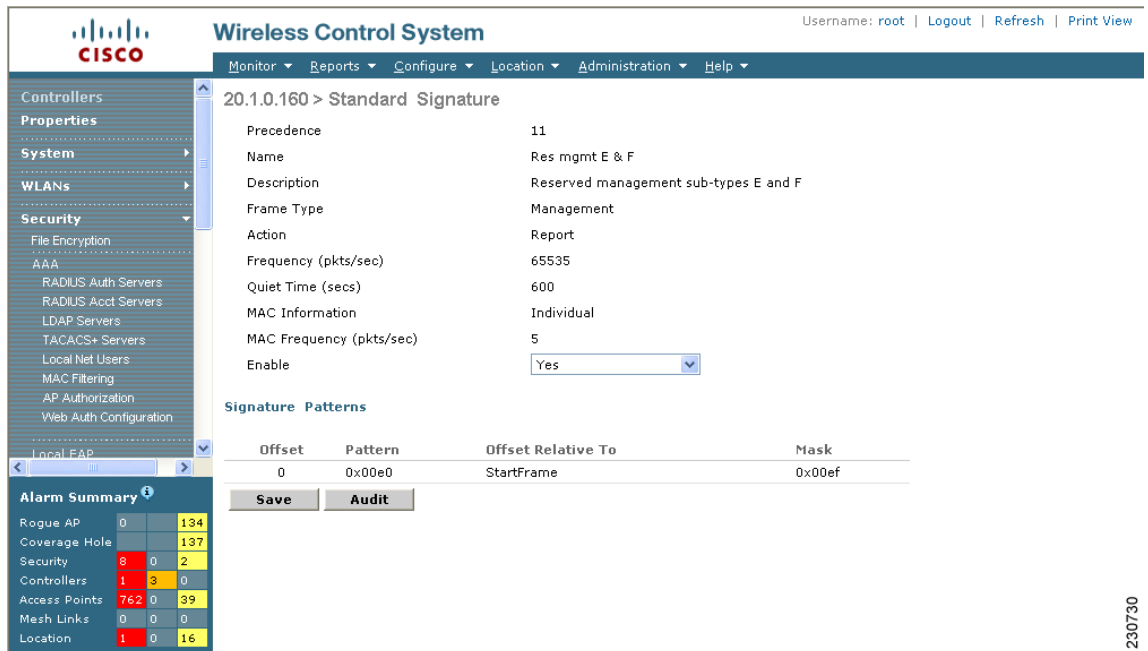 CISCO
Wireless Control System
Username: root | Logout | Refresh | Print View
Monitor Reports Configure Location Administration Help
Controllers
Properties
System
WLANs
Security
File Encryption
AAA
RADIUS Auth Servers
RADIUS Acct Servers
LDAP Servers
TACACS+ Servers
Local Net Users
MAC Filtering
AP Authorization
Web Auth Configuration
Local EAP
Alarm Summary
Rogue AP 0 134
Coverage Hole 137
Security 8 0 2
Controllers 1 3 0
Access Points 762 0 39
Mesh Links 0 0 0
Location 1 0 16
20.1.0.160 > Standard Signature
Precedence 11
Name Res mgmt E & F
Description Reserved management sub-types E and F
Frame Type Management
Action Report
Frequency (pkts/sec) 65535
Quiet Time (secs) 600
MAC Information Individual
MAC Frequency (pkts/sec) 5
Enable Yes
Signature Patterns
Offset Pattern Offset Relative To Mask
0 0x00e0 StartFrame 0x00ef
Save Audit
230730